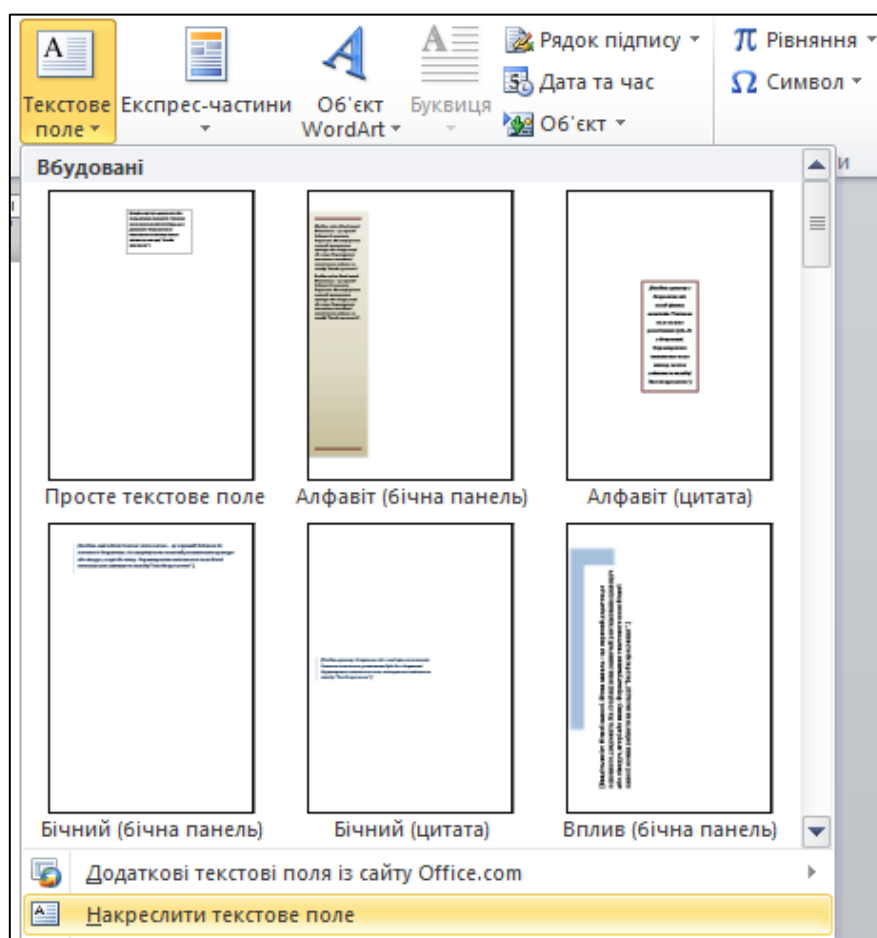 Текстове поле
Експрес-частини
Об'єкт WordArt
Буквиця
Рядок підпису
Дата та час
Об'єкт
π Рівняння
Ω Символ
и
Вбудовані
Просте текстове поле
Алфавіт (бічна панель)
Алфавіт (цитата)
Бічний (бічна панель)
Бічний (цитата)
Вплив (бічна панель)
Додаткові текстові поля із сайту Office.com
Накреслити текстове поле